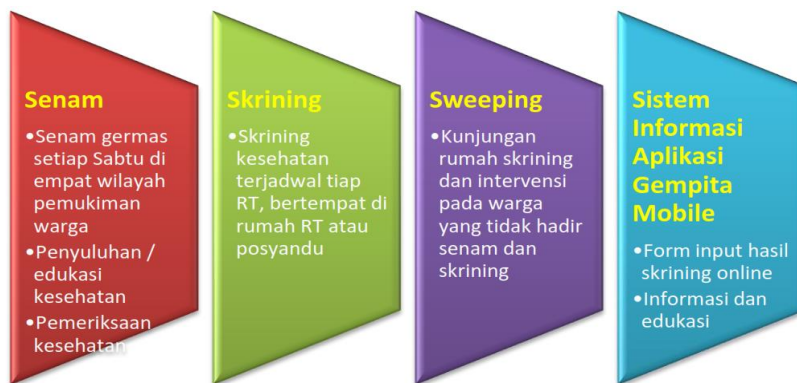 Senam
•Senam germas
setiap Sabtu di
empat wilayah
pemukiman
warga
•Penyuluhan /
edukasi
kesehatan
•Pemeriksaan
kesehatan
Skrining
•Skrining
kesehatan
terjadwal tiap
RT, bertempat di
rumah RT atau
posyandu
Sweeping
•Kunjungan
rumah skrining
dan intervensi
pada warga
yang tidak hadir
senam dan
skrining
Sistem
Informasi
Aplikasi
Gempita
Mobile
•Form input hasil
skrining online
•Informasi dan
edukasi